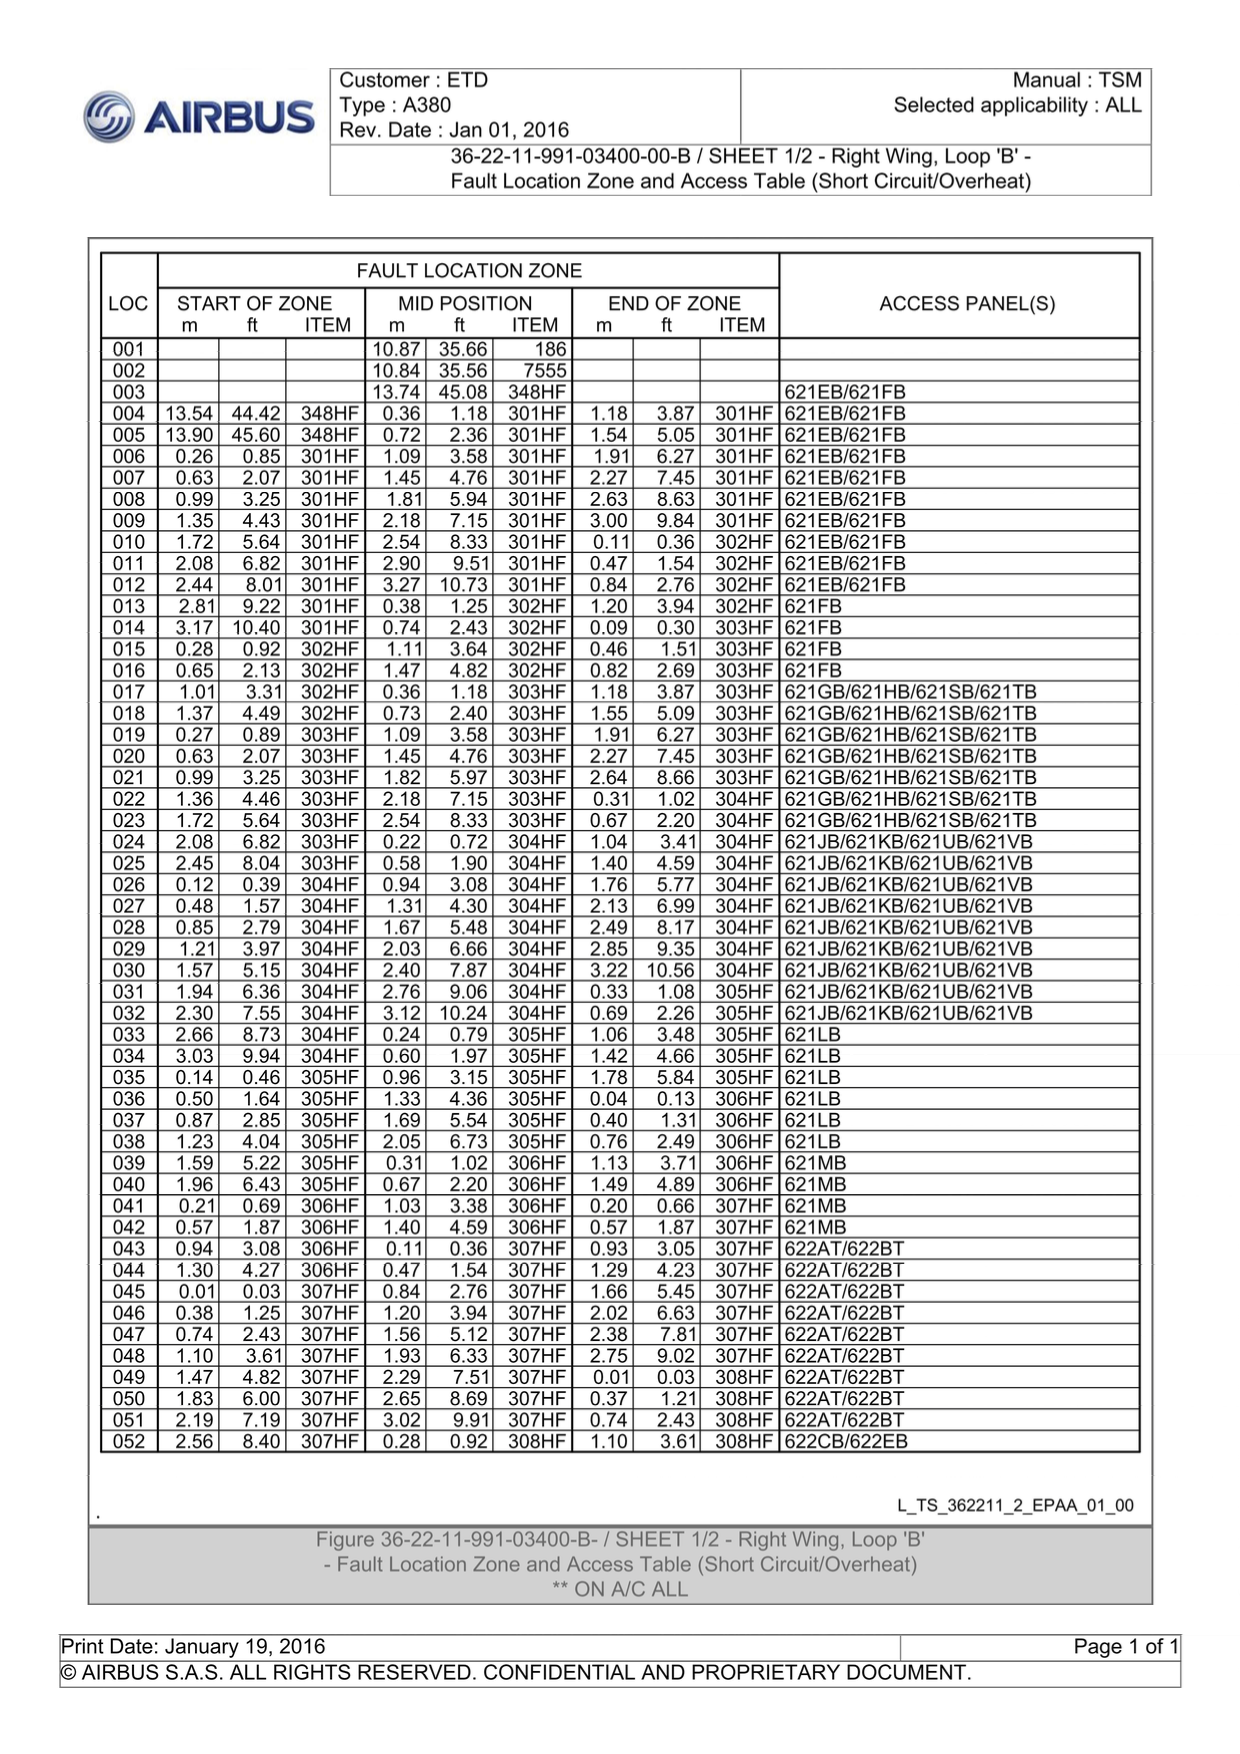 AIRBUS
Customer : ETD
Type : A380
Rev. Date : Jan 01, 2016
Manual : TSM
Selected applicability : ALL
36-22-11-991-03400-00-B / SHEET 1/2 - Right Wing, Loop 'B' -
Fault Location Zone and Access Table (Short Circuit/Overheat)
FAULT LOCATION ZONE
LOC START OF ZONE MID POSITION END OF ZONE ACCESS PANEL(S)
m ft ITEM m ft ITEM m ft ITEM
001 10.87 35.66 186
002 10.84 35.56 7555
003 13.74 45.08 348HF 621EB/621FB
004 13.54 44.42 348HF 0.36 1.18 301HF 1.18 3.87 301HF 621EB/621FB
005 13.90 45.60 348HF 0.72 2.36 301HF 1.54 5.05 301HF 621EB/621FB
006 0.26 0.85 301HF 1.09 3.58 301HF 1.91 6.27 301HF 621EB/621FB
007 0.63 2.07 301HF 1.45 4.76 301HF 2.27 7.45 301HF 621EB/621FB
008 0.99 3.25 301HF 1.81 5.94 301HF 2.63 8.63 301HF 621EB/621FB
009 1.35 4.43 301HF 2.18 7.15 301HF 3.00 9.84 301HF 621EB/621FB
010 1.72 5.64 301HF 2.54 8.33 301HF 0.11 0.36 302HF 621EB/621FB
011 2.08 6.82 301HF 2.90 9.51 301HF 0.47 1.54 302HF 621EB/621FB
012 2.44 8.01 301HF 3.27 10.73 301HF 0.84 2.76 302HF 621EB/621FB
013 2.81 9.22 301HF 0.38 1.25 302HF 1.20 3.94 302HF 621FB
014 3.17 10.40 301HF 0.74 2.43 302HF 0.09 0.30 303HF 621FB
015 0.28 0.92 302HF 1.11 3.64 302HF 0.46 1.51 303HF 621FB
016 0.65 2.13 302HF 1.47 4.82 302HF 0.82 2.69 303HF 621FB
017 1.01 3.31 302HF 0.36 1.18 303HF 1.18 3.87 303HF 621GB/621HB/621SB/621TB
018 1.37 4.49 302HF 0.73 2.40 303HF 1.55 5.09 303HF 621GB/621HB/621SB/621TB
019 0.27 0.89 303HF 1.09 3.58 303HF 1.91 6.27 303HF 621GB/621HB/621SB/621TB
020 0.63 2.07 303HF 1.45 4.76 303HF 2.27 7.45 303HF 621GB/621HB/621SB/621TB
021 0.99 3.25 303HF 1.82 5.97 303HF 2.64 8.66 303HF 621GB/621HB/621SB/621TB
022 1.36 4.46 303HF 2.18 7.15 303HF 0.31 1.02 304HF 621GB/621HB/621SB/621TB
023 1.72 5.64 303HF 2.54 8.33 303HF 0.67 2.20 304HF 621GB/621HB/621SB/621TB
024 2.08 6.82 303HF 0.22 0.72 304HF 1.04 3.41 304HF 621JB/621KB/621UB/621VB
025 2.45 8.04 303HF 0.58 1.90 304HF 1.40 4.59 304HF 621JB/621KB/621UB/621VB
026 0.12 0.39 304HF 0.94 3.08 304HF 1.76 5.77 304HF 621JB/621KB/621UB/621VB
027 0.48 1.57 304HF 1.31 4.30 304HF 2.13 6.99 304HF 621JB/621KB/621UB/621VB
028 0.85 2.79 304HF 1.67 5.48 304HF 2.49 8.17 304HF 621JB/621KB/621UB/621VB
029 1.21 3.97 304HF 2.03 6.66 304HF 2.85 9.35 304HF 621JB/621KB/621UB/621VB
030 1.57 5.15 304HF 2.40 7.87 304HF 3.22 10.56 304HF 621JB/621KB/621UB/621VB
031 1.94 6.36 304HF 2.76 9.06 304HF 0.33 1.08 305HF 621JB/621KB/621UB/621VB
032 2.30 7.55 304HF 3.12 10.24 304HF 0.69 2.26 305HF 621JB/621KB/621UB/621VB
033 2.66 8.73 304HF 0.24 0.79 305HF 1.06 3.48 305HF 621LB
034 3.03 9.94 304HF 0.60 1.97 305HF 1.42 4.66 305HF 621LB
035 0.14 0.46 305HF 0.96 3.15 305HF 1.78 5.84 305HF 621LB
036 0.50 1.64 305HF 1.33 4.36 305HF 0.04 0.13 306HF 621LB
037 0.87 2.85 305HF 1.69 5.54 305HF 0.40 1.31 306HF 621LB
038 1.23 4.04 305HF 2.05 6.73 305HF 0.76 2.49 306HF 621LB
039 1.59 5.22 305HF 0.31 1.02 306HF 1.13 3.71 306HF 621MB
040 1.96 6.43 305HF 0.67 2.20 306HF 1.49 4.89 306HF 621MB
041 0.21 0.69 306HF 1.03 3.38 306HF 0.20 0.66 307HF 621MB
042 0.57 1.87 306HF 1.40 4.59 306HF 0.57 1.87 307HF 621MB
043 0.94 3.08 306HF 0.11 0.36 307HF 0.93 3.05 307HF 622AT/622BT
044 1.30 4.27 306HF 0.47 1.54 307HF 1.29 4.23 307HF 622AT/622BT
045 0.01 0.03 307HF 0.84 2.76 307HF 1.66 5.45 307HF 622AT/622BT
046 0.38 1.25 307HF 1.20 3.94 307HF 2.02 6.63 307HF 622AT/622BT
047 0.74 2.43 307HF 1.56 5.12 307HF 2.38 7.81 307HF 622AT/622BT
048 1.10 3.61 307HF 1.93 6.33 307HF 2.75 9.02 307HF 622AT/622BT
049 1.47 4.82 307HF 2.29 7.51 307HF 0.01 0.03 308HF 622AT/622BT
050 1.83 6.00 307HF 2.65 8.69 307HF 0.37 1.21 308HF 622AT/622BT
051 2.19 7.19 307HF 3.02 9.91 307HF 0.74 2.43 308HF 622AT/622BT
052 2.56 8.40 307HF 0.28 0.92 308HF 1.10 3.61 308HF 622CB/622EB
L_TS_362211_2_EPAA_01_00
.
Figure 36-22-11-991-03400-B- / SHEET 1/2 - Right Wing, Loop 'B'
- Fault Location Zone and Access Table (Short Circuit/Overheat)
** ON A/C ALL
Print Date: January 19, 2016
Page 1 of 1
© AIRBUS S.A.S. ALL RIGHTS RESERVED. CONFIDENTIAL AND PROPRIETARY DOCUMENT.